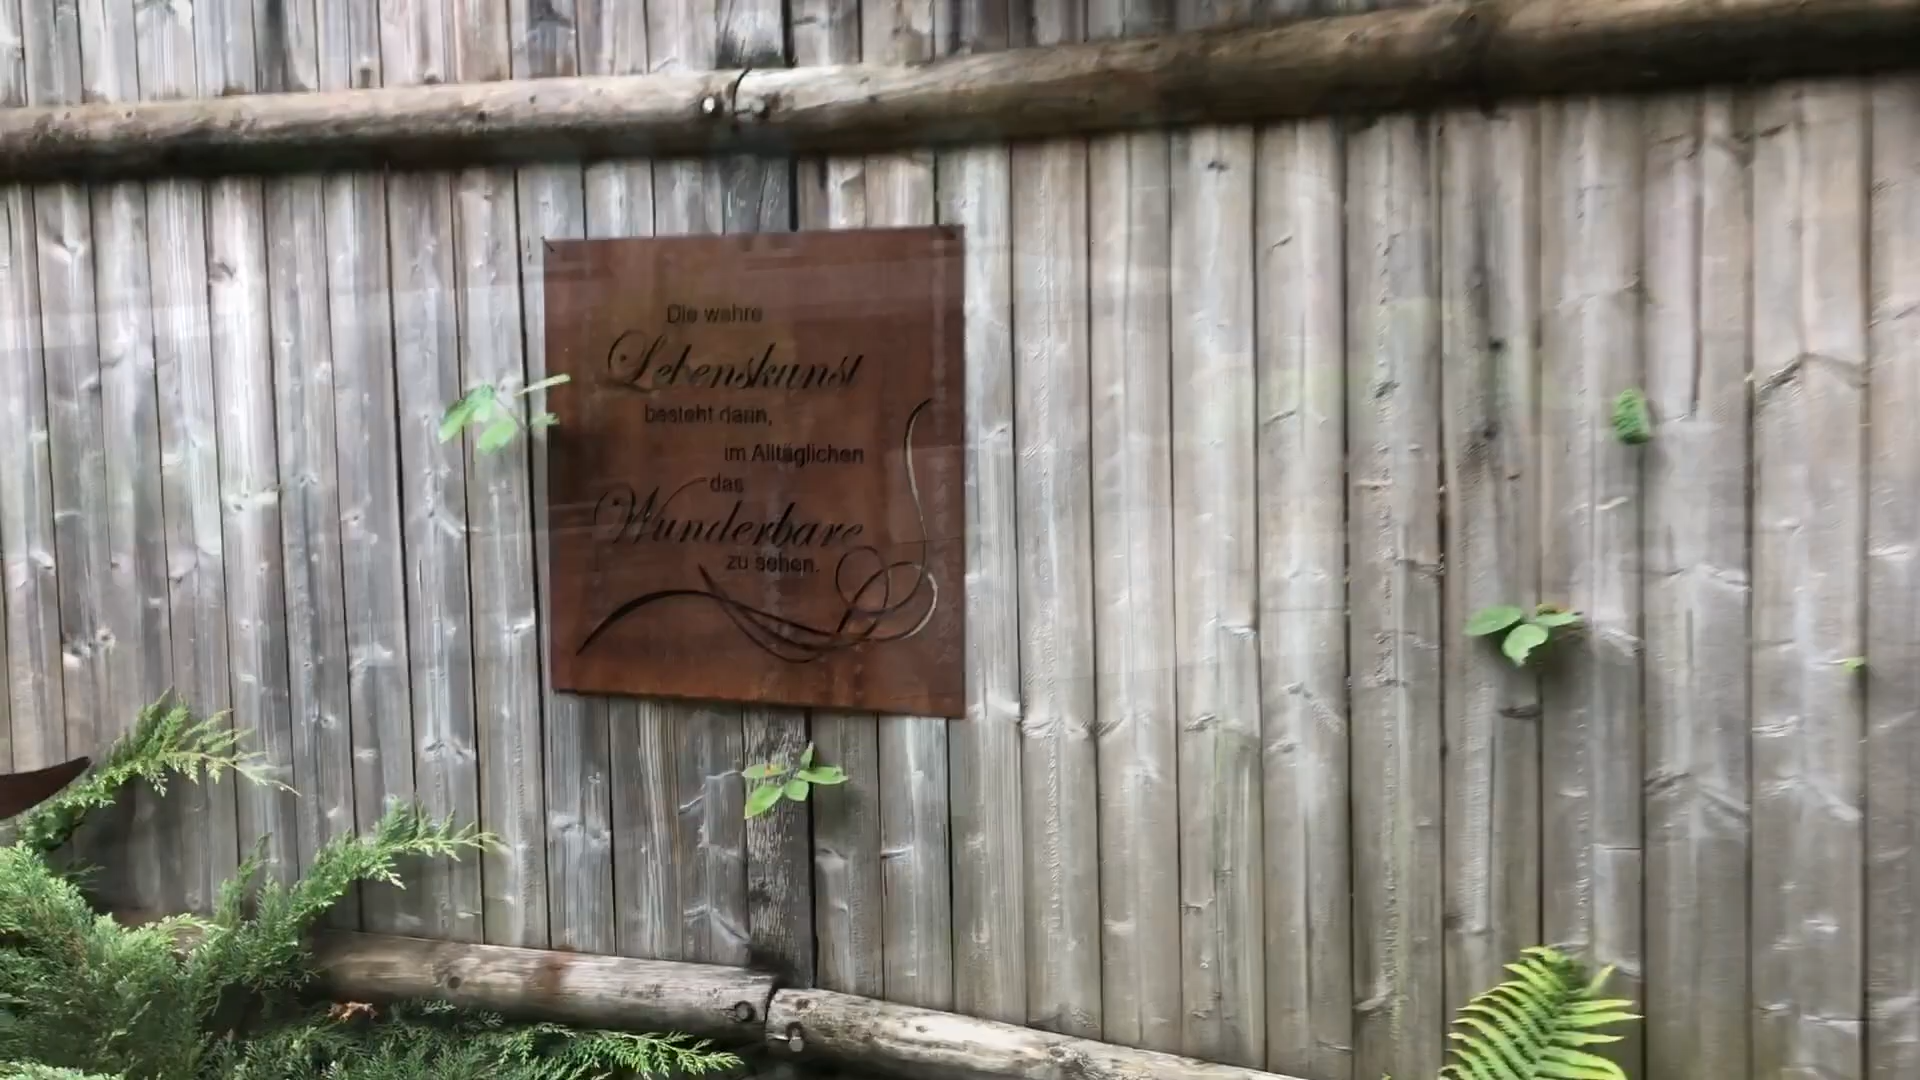 Die wahre
Lebenskunst
besteht darin,
im Alltäglichen
das
Wunderbare
zu sehen.